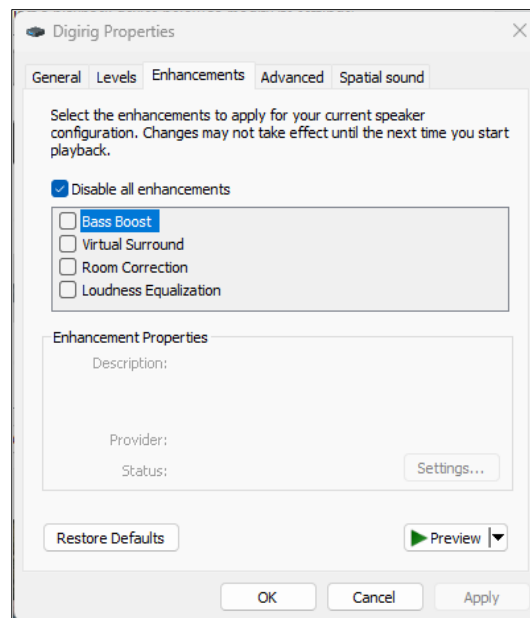 Digirig Properties
General Levels Enhancements Advanced Spatial sound
Select the enhancements to apply for your current speaker
configuration. Changes may not take effect until the next time you start
playback.
Disable all enhancements
Bass Boost
Virtual Surround
Room Correction
Loudness Equalization
Enhancement Properties
Description:
Provider:
Status:
Settings...
Restore Defaults
Preview
OK Cancel Apply